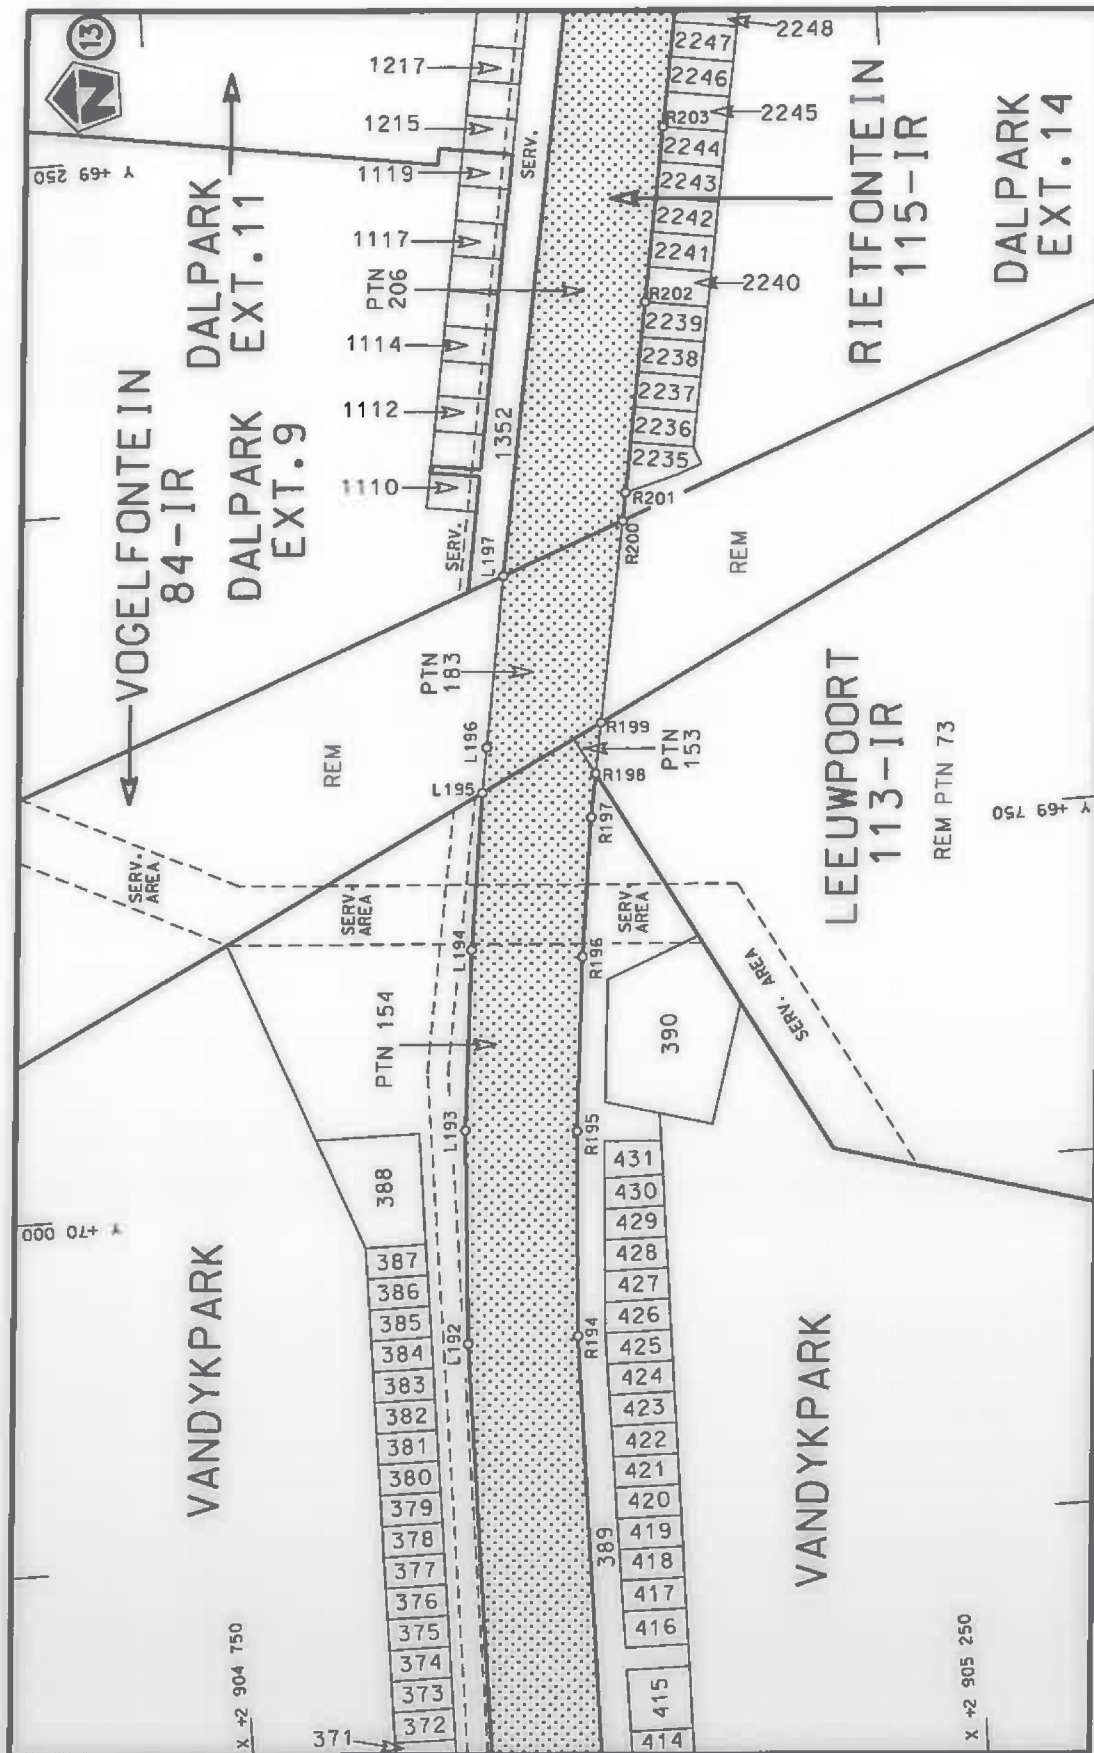 13
N
Y +69 250
DALPARK
EXT.11
VOGELFONTEIN
84-IR
DALPARK
EXT.9
1217
1215
1119
1117
PTN
206
1114
1112
1110
SERV.
SERV.
1352
L197
2248
2247
2246
R203
2245
2244
2243
2242
2241
2240
R202
2239
2238
2237
2236
2235
R201
R200
RIETFONTEIN
115-IR
DALPARK
EXT.14
REM
PTN
183
REM
L196
L195
R199
PTN
153
R198
R197
LEEUWPOORT
113-IR
REM PTN 73
Y +69 750
SERV.
AREA
SERV.
AREA
SERV.
AREA
SERV. AREA
L194
R196
PTN 154
390
L193
R195
388
Y +70 000
VANDYKPARK
387
386
385
384
383
382
381
380
379
378
377
376
375
374
373
372
371
L192
R194
389
431
430
429
428
427
426
425
424
423
422
421
420
419
418
417
416
415
414
VANDYKPARK
X +2 904 750
X +2 905 250